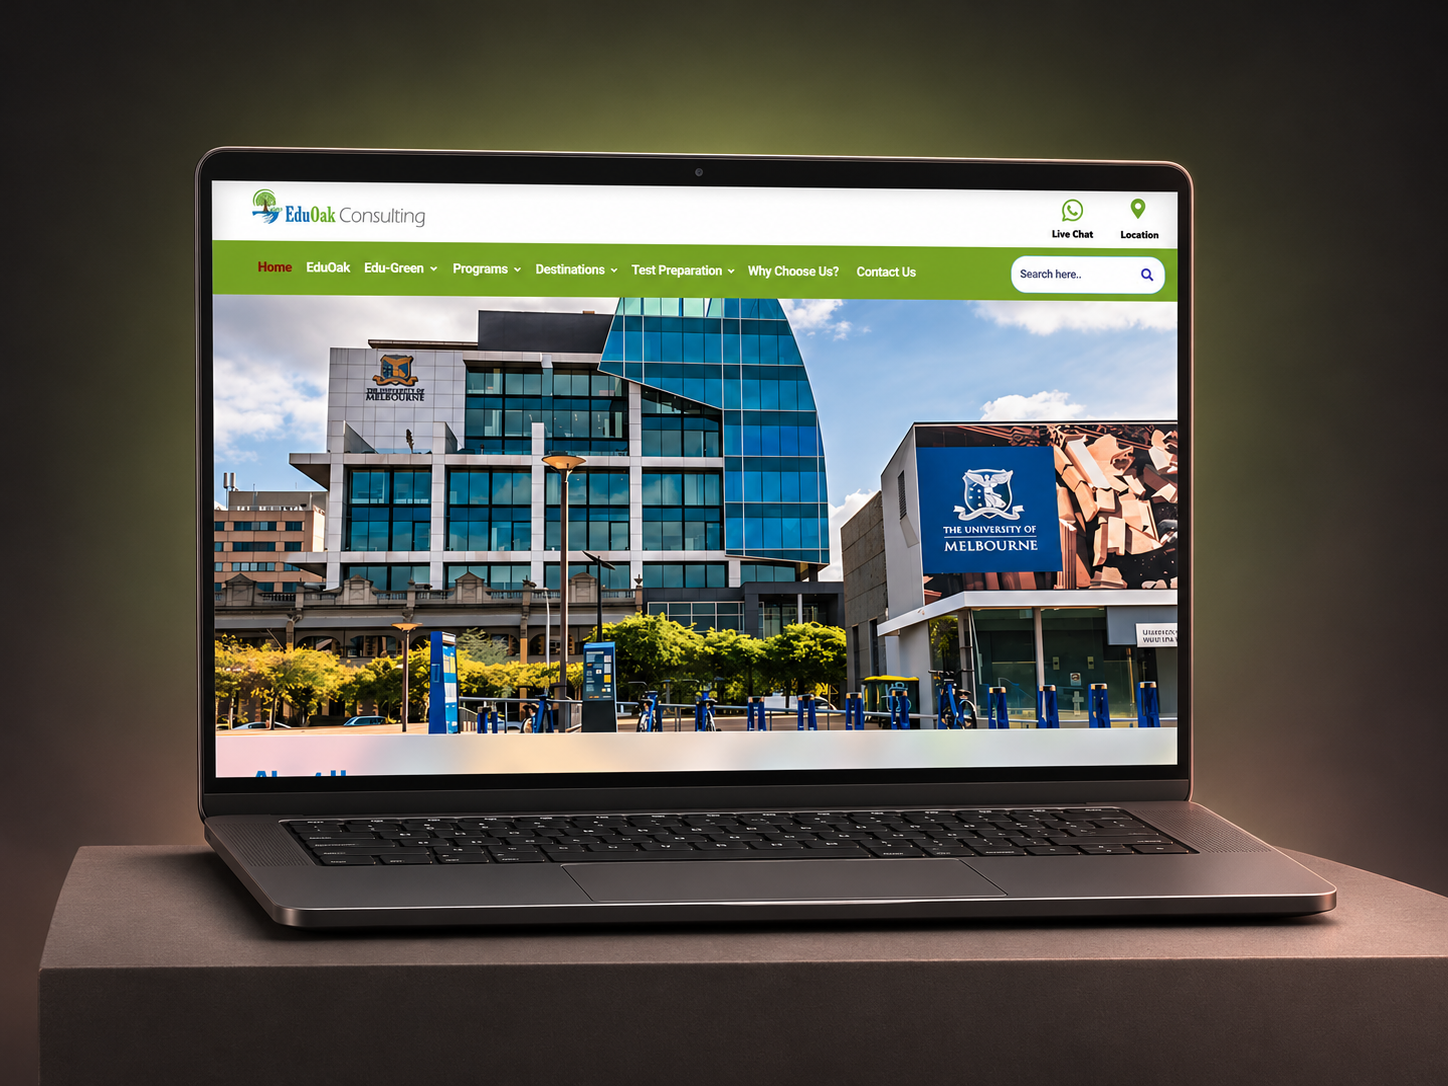 EduOak Consulting
Live Chat
Location
Home EduOak Edu-Green Programs Destinations Test Preparation Why Choose Us? Contact Us
Search here..
THE UNIVERSITY OF
MELBOURNE
THE UNIVERSITY OF
MELBOURNE